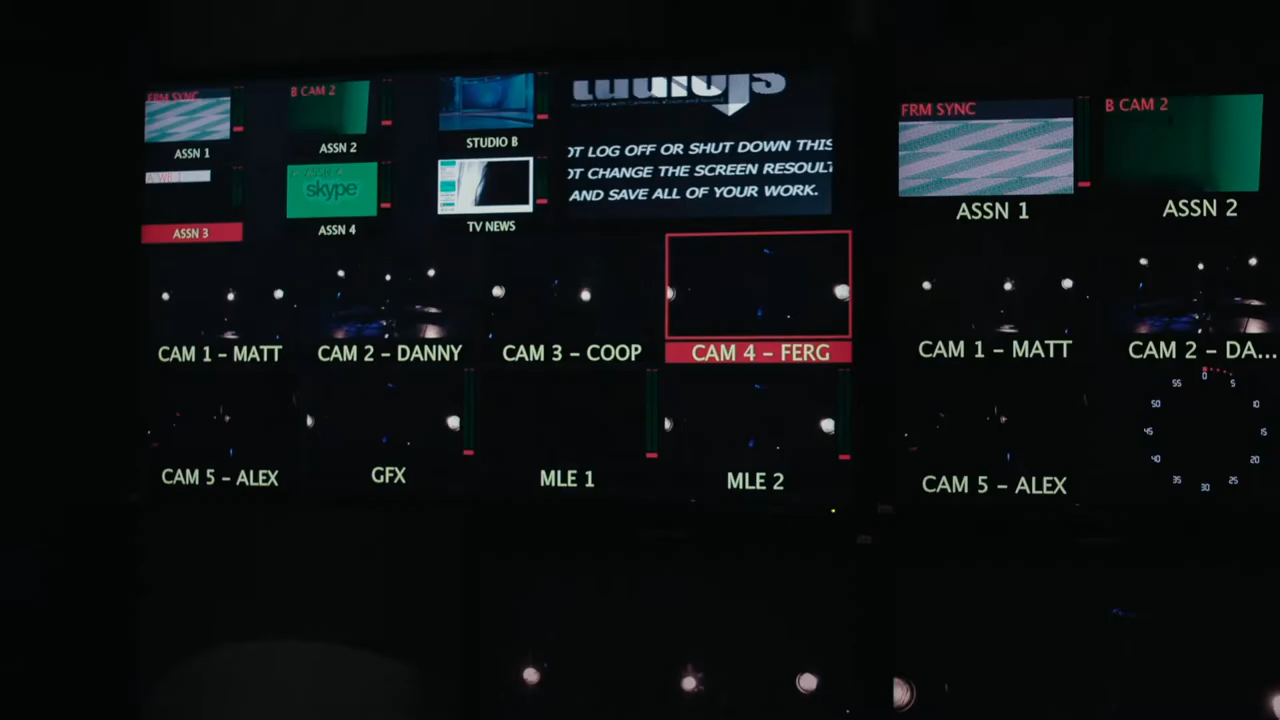 FRM SYNC
ASSN 1
B CAM 2
ASSN 2
STUDIO B
OT LOG OFF OR SHUT DOWN THIS
OT CHANGE THE SCREEN RESOULT
AND SAVE ALL OF YOUR WORK.
ASSN 3
skype
ASSN 4
TV NEWS
CAM 1 - MATT
CAM 2 - DANNY
CAM 3 - COOP
CAM 4 - FERG
CAM 5 - ALEX
GFX
MLE 1
MLE 2
FRM SYNC
ASSN 1
B CAM 2
ASSN 2
CAM 1 - MATT
CAM 2 - DA...
CAM 5 - ALEX
0
5
10
15
20
25
30
35
40
45
50
55